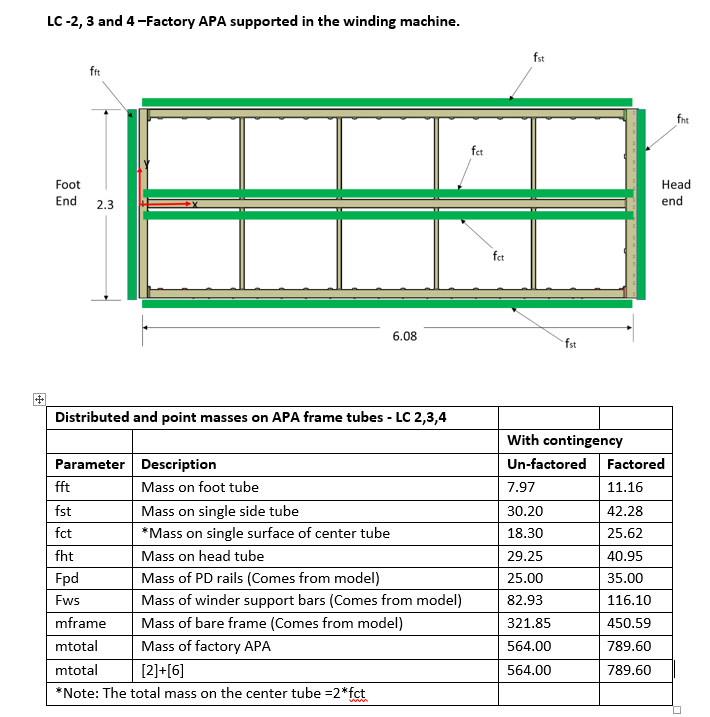 LC -2, 3 and 4 –Factory APA supported in the winding machine.
fst
fft
fht
fct
Y
Foot
End
Head
end
2.3
x
fct
6.08
fst
Distributed and point masses on APA frame tubes - LC 2,3,4
With contingency
Parameter Description Un-factored Factored
fft Mass on foot tube 7.97 11.16
fst Mass on single side tube 30.20 42.28
fct *Mass on single surface of center tube 18.30 25.62
fht Mass on head tube 29.25 40.95
Fpd Mass of PD rails (Comes from model) 25.00 35.00
Fws Mass of winder support bars (Comes from model) 82.93 116.10
mframe Mass of bare frame (Comes from model) 321.85 450.59
mtotal Mass of factory APA 564.00 789.60
mtotal [2]+[6] 564.00 789.60
*Note: The total mass on the center tube =2*fct